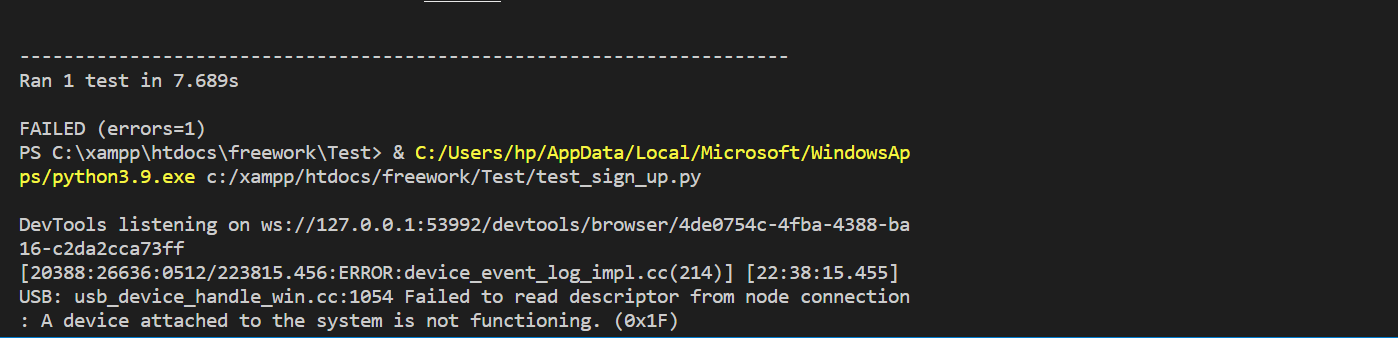 ----------------------------------------------------------------------
Ran 1 test in 7.689s
FAILED (errors=1)
PS C:\xampp\htdocs\freework\Test> & C:/Users/hp/AppData/Local/Microsoft/WindowsAp
ps/python3.9.exe c:/xampp/htdocs/freework/Test/test_sign_up.py
DevTools listening on ws://127.0.0.1:53992/devtools/browser/4de0754c-4fba-4388-ba
16-c2da2cca73ff
[20388:26636:0512/223815.456:ERROR:device_event_log_impl.cc(214)] [22:38:15.455]
USB: usb_device_handle_win.cc:1054 Failed to read descriptor from node connection
: A device attached to the system is not functioning. (0x1F)